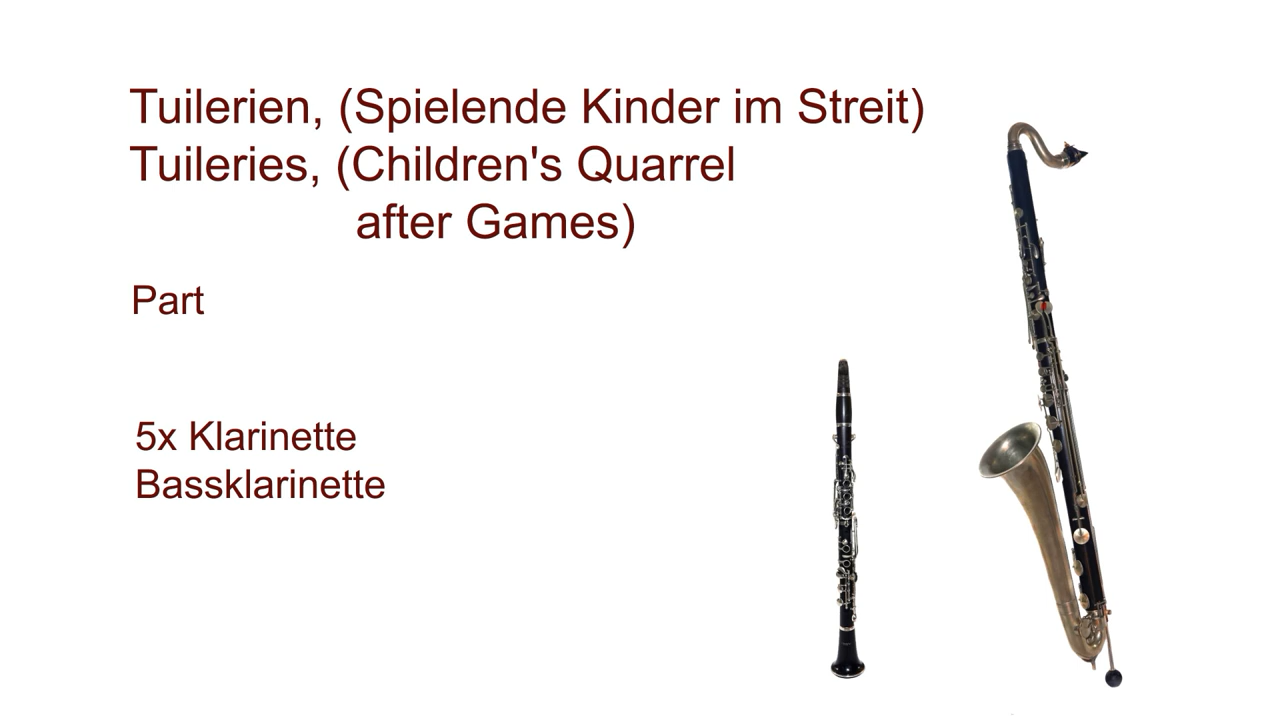 Tuilerien, (Spielende Kinder im Streit)
Tuileries, (Children's Quarrel
after Games)
Part
5x Klarinette
Bassklarinette